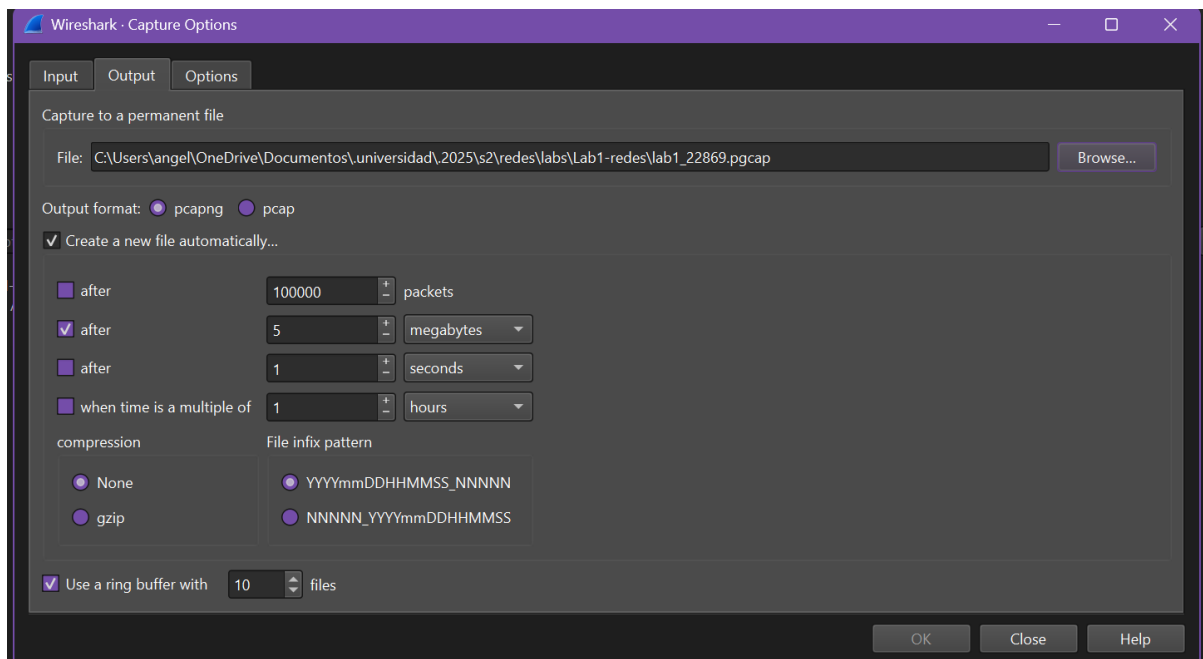 Wireshark · Capture Options
Input Output Options
Capture to a permanent file
File: C:\Users\angel\OneDrive\Documentos\.universidad\.2025\s2\redes\labs\Lab1-redes\lab1_22869.pgcap Browse...
Output format: pcapng pcap
Create a new file automatically...
after 100000 packets
after 5 megabytes
after 1 seconds
when time is a multiple of 1 hours
compression File infix pattern
None YYYYmmDDHHMMSS_NNNNN
gzip NNNNN_YYYYmmDDHHMMSS
Use a ring buffer with 10 files
OK Close Help